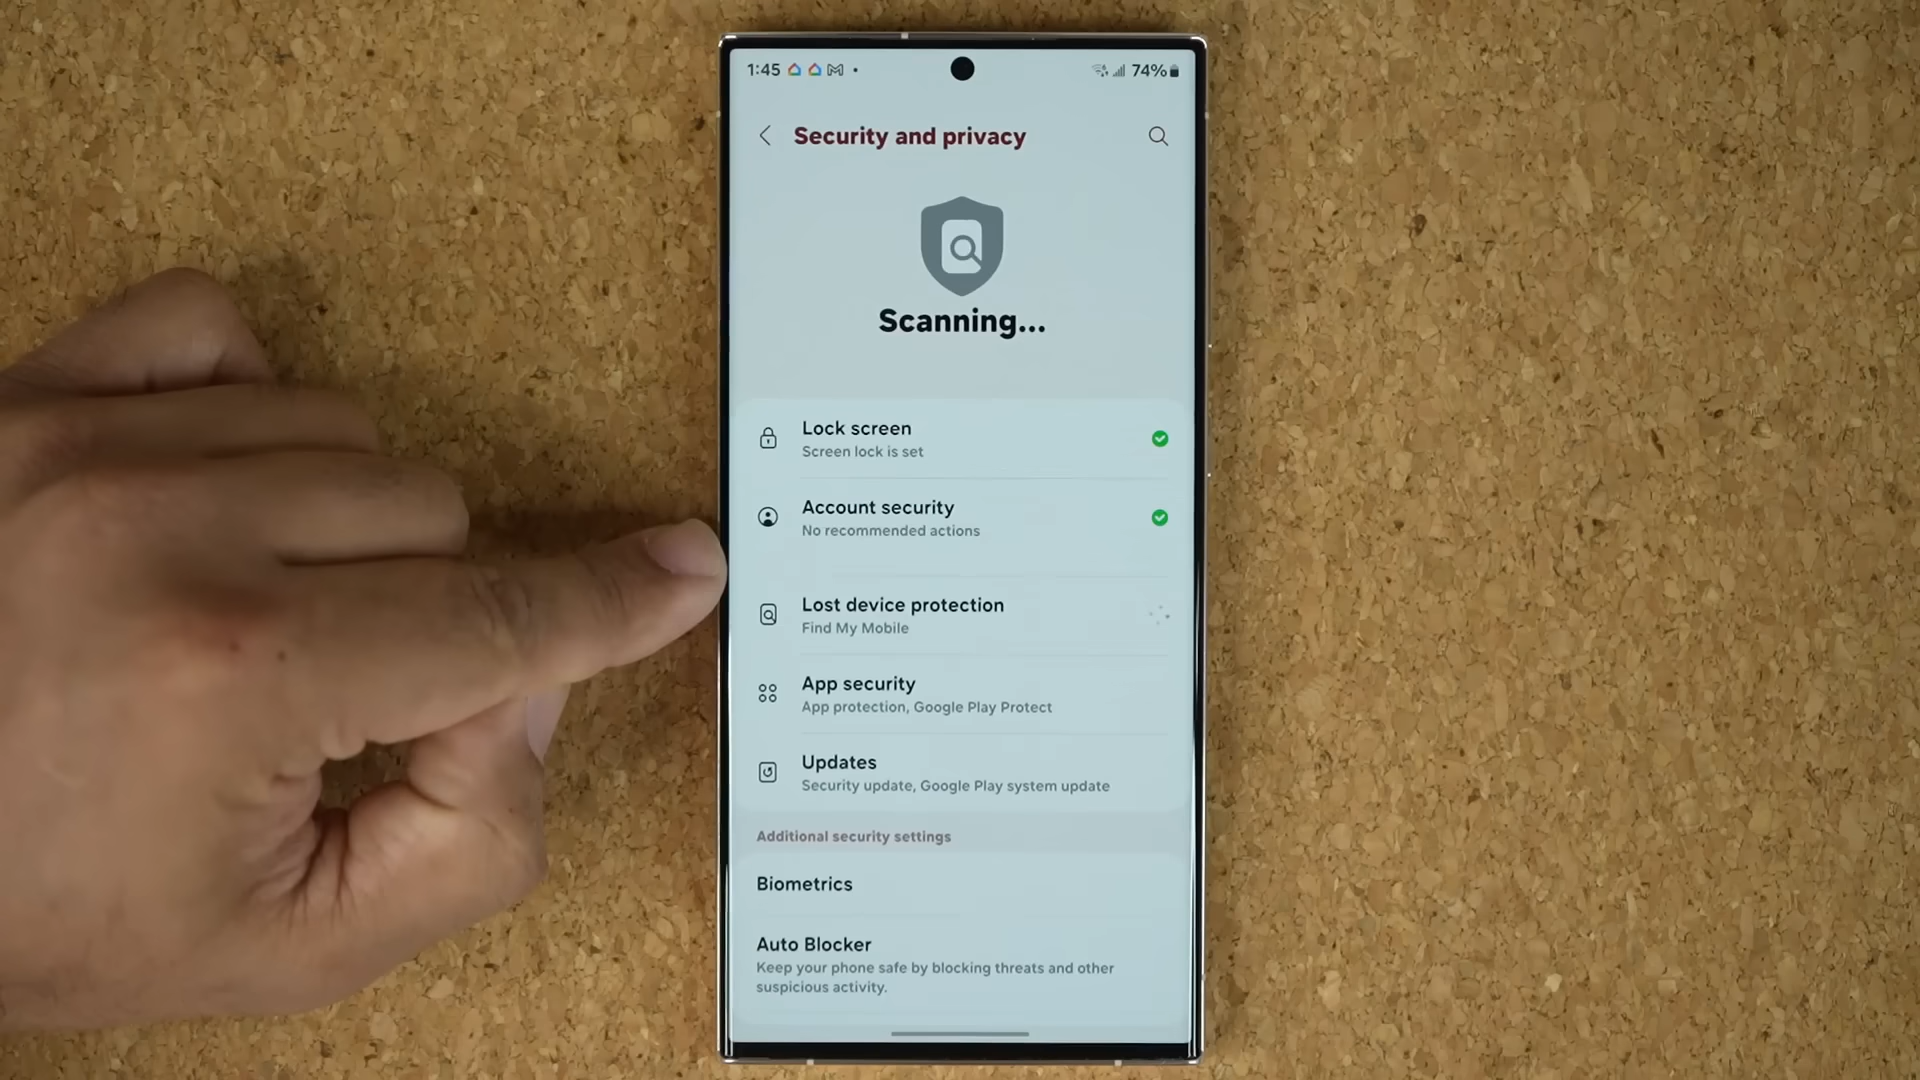 1:45
74%
Security and privacy
Scanning...
Lock screen
Screen lock is set
Account security
No recommended actions
Lost device protection
Find My Mobile
App security
App protection, Google Play Protect
Updates
Security update, Google Play system update
Additional security settings
Biometrics
Auto Blocker
Keep your phone safe by blocking threats and other
suspicious activity.